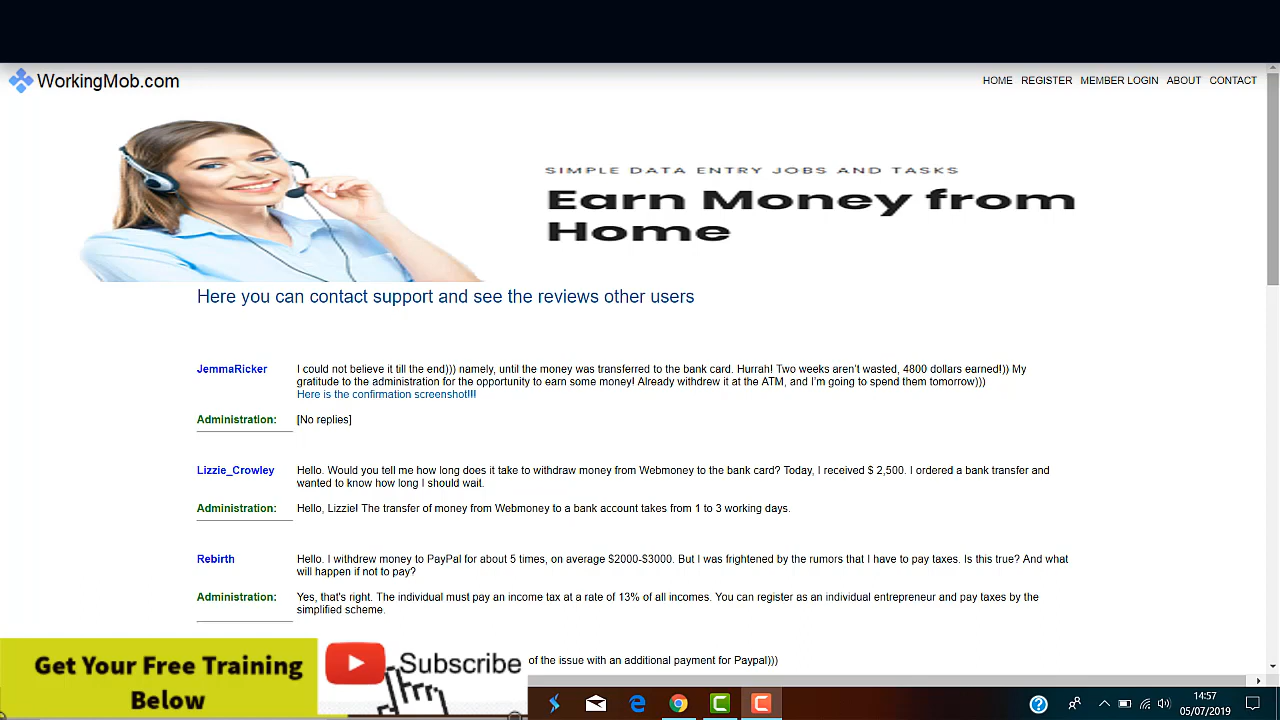 WorkingMob.com
HOME REGISTER MEMBER LOGIN ABOUT CONTACT
SIMPLE DATA ENTRY JOBS AND TASKS
Earn Money from
Home
Here you can contact support and see the reviews other users
JemmaRicker I could not believe it till the end))) namely, until the money was transferred to the bank card. Hurrah! Two weeks aren't wasted, 4800 dollars earned!)) My
gratitude to the administration for the opportunity to earn some money! Already withdrew it at the ATM, and I'm going to spend them tomorrow)))
Here is the confirmation screenshot!!!
Administration: [No replies]
Lizzie_Crowley Hello. Would you tell me how long does it take to withdraw money from Webmoney to the bank card? Today, I received $ 2,500. I ordered a bank transfer and
wanted to know how long I should wait.
Administration: Hello, Lizzie! The transfer of money from Webmoney to a bank account takes from 1 to 3 working days.
Rebirth Hello. I withdrew money to PayPal for about 5 times, on average $2000-$3000. But I was frightened by the rumors that I have to pay taxes. Is this true? And what
will happen if not to pay?
Administration: Yes, that's right. The individual must pay an income tax at a rate of 13% of all incomes. You can register as an individual entrepreneur and pay taxes by the
simplified scheme.
of the issue with an additional payment for Paypal)))
Get Your Free Training
Below
Subscribe
14:57
05/07/2019